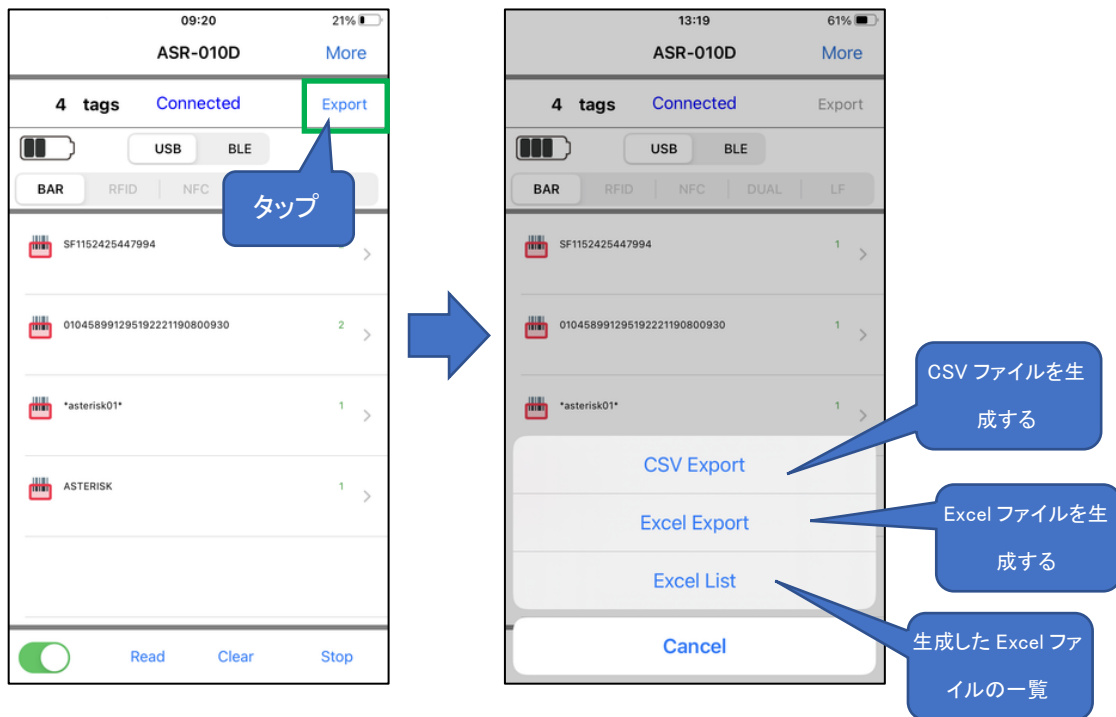 09:20
21%
ASR-010D
More
4 tags
Connected
Export
USB
BLE
BAR
RFID
NFC
タップ
SF1152425447994
010458991295192221190800930
2
*asterisk01*
1
ASTERISK
1
Read
Clear
Stop
13:19
61%
ASR-010D
More
4 tags
Connected
Export
USB
BLE
BAR
RFID
NFC
DUAL
LF
SF1152425447994
1
010458991295192221190800930
1
*asterisk01*
1
CSV Export
Excel Export
Excel List
Cancel
CSV ファイルを生
成する
Excel ファイルを生
成する
生成した Excel ファ
イルの一覧